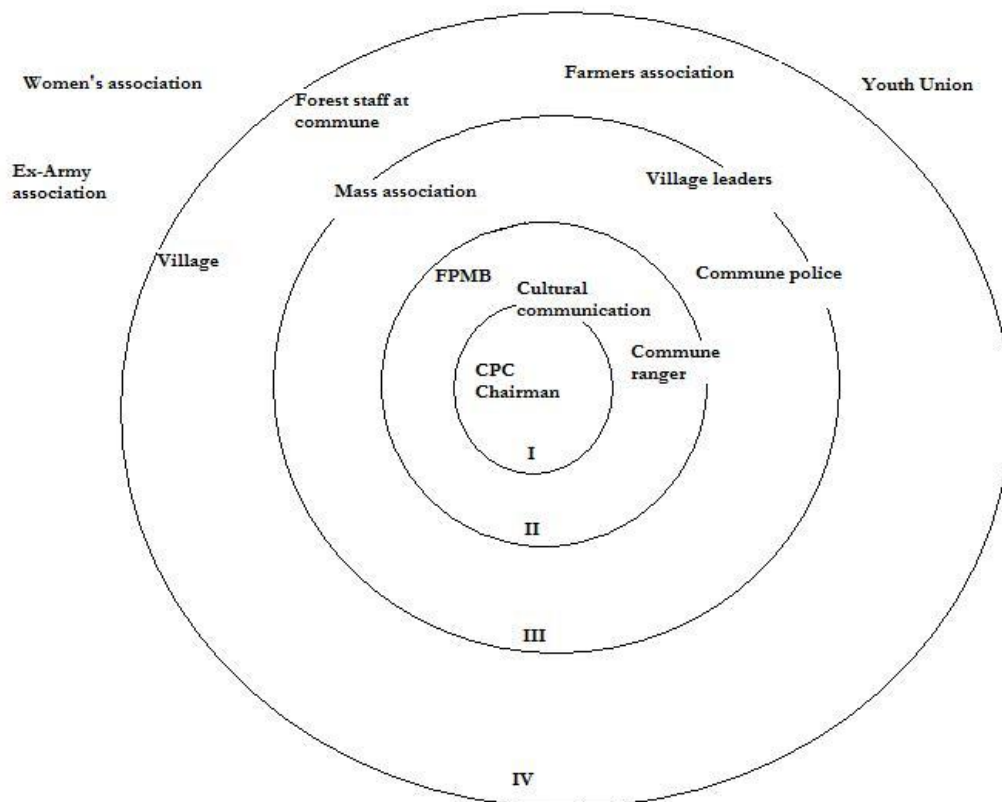 Farmers association
Women's association
Youth Union
Forest staff at
commune
Ex-Army
association
Mass association
Village leaders
Village
FPMB
Commune police
Cultural
communication
Commune
ranger
CPC
Chairman
I
II
III
IV